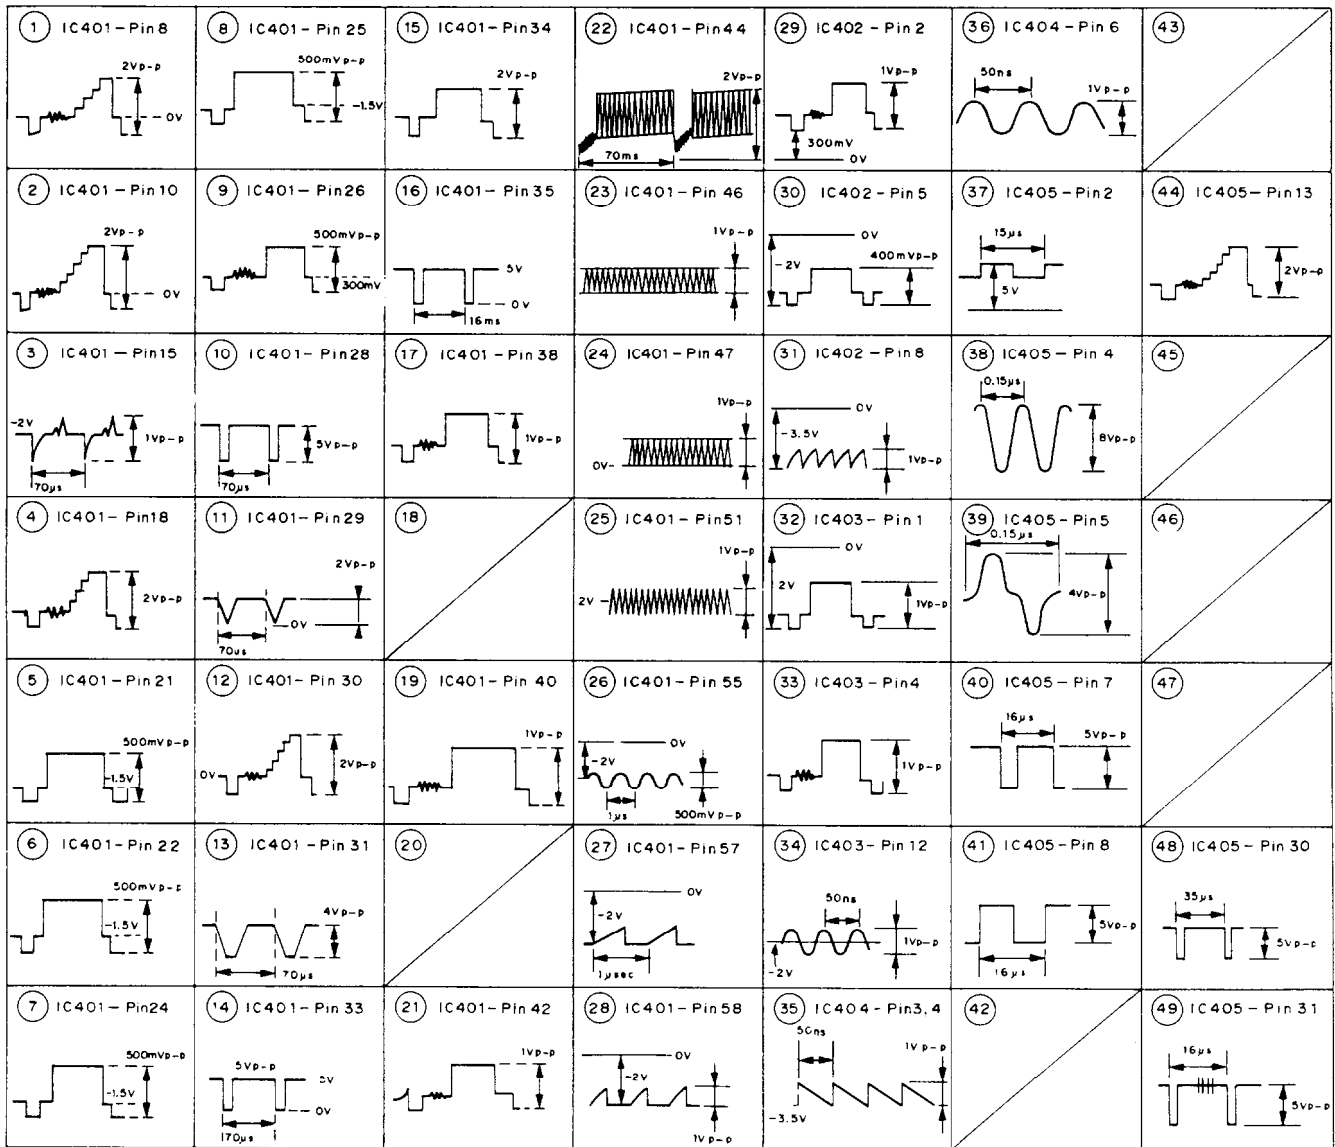 1 IC401-Pin8
2Vp-p
0V
8 IC401-Pin 25
500mVp-p
-1.5V
15 IC401-Pin34
2Vp-p
22 IC401-Pin44
2Vp-p
70ms
29 IC402-Pin 2
1Vp-p
300mV
0V
36 IC404-Pin 6
50ns
1Vp-p
43
2 IC401-Pin10
2Vp-p
0V
9 IC401-Pin26
500mVp-p
300mV
16 IC401-Pin35
5V
0V
16ms
23 IC401-Pin 46
1Vp-p
30 IC402-Pin 5
0V
-2V
400mVp-p
37 IC405-Pin 2
15µs
5V
44 IC405-Pin 13
2Vp-p
3 IC401-Pin15
-2V
1Vp-p
70µs
10 IC401-Pin28
5Vp-p
70µs
17 IC401-Pin 38
1Vp-p
24 IC401-Pin 47
1Vp-p
0V-
31 IC402-Pin 8
0V
-3.5V
1Vp-p
38 IC405-Pin 4
0.15µs
8Vp-p
45
4 IC401-Pin18
2Vp-p
11 IC401-Pin29
2Vp-p
0V
70µs
18
25 IC401-Pin51
1Vp-p
2V
32 IC403-Pin 1
0V
2V
1Vp-p
39 IC405-Pin5
0.15µs
4Vp-p
46
5 IC401-Pin 21
500mVp-p
-1.5V
12 IC401-Pin 30
0V
2Vp-p
19 IC401-Pin 40
1Vp-p
26 IC401-Pin 55
0V
-2V
1µs
500mVp-p
33 IC403-Pin4
1Vp-p
40 IC405-Pin 7
16µs
5Vp-p
47
6 IC401-Pin 22
500mVp-p
-1.5V
13 IC401-Pin 31
4Vp-p
70µs
20
27 IC401-Pin57
0V
-2V
1µsec
34 IC403-Pin 12
50ns
1Vp-p
-2V
41 IC405-Pin 8
5Vp-p
16µs
48 IC405-Pin 30
35µs
5Vp-p
7 IC401-Pin24
500mVp-p
-1.5V
14 IC401-Pin33
5Vp-p
0V
70µs
21 IC401-Pin 42
1Vp-p
28 IC401-Pin58
0V
-2V
1Vp-p
35 IC404-Pin3,4
50ns
1Vp-p
-3.5V
42
49 IC405-Pin 31
16µs
5Vp-p